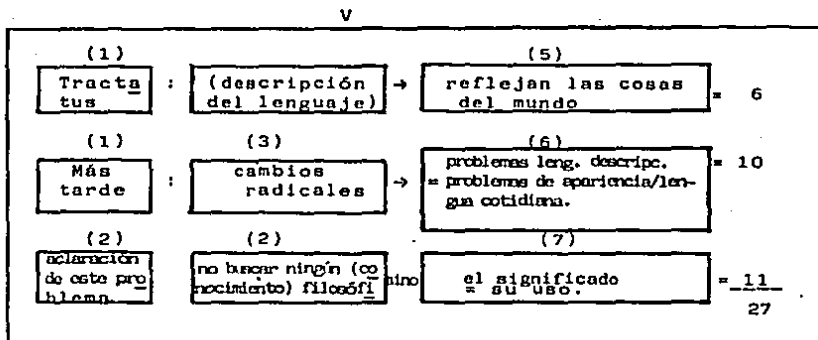 V
(1) (5)
Tracta : (descripción → reflejan las cosas
tus del lenguaje) del mundo = 6
(1) (3) (6)
Más : cambios → problemas leng. descripc. = 10
tarde radicales = problemas de apariencia/len-
gua cotidiana.
(2) (2) (7)
aclaración
de este pro no buscar ningún (co el significado = 11
blema. nocimiento) filosófi sino = su uso.
27